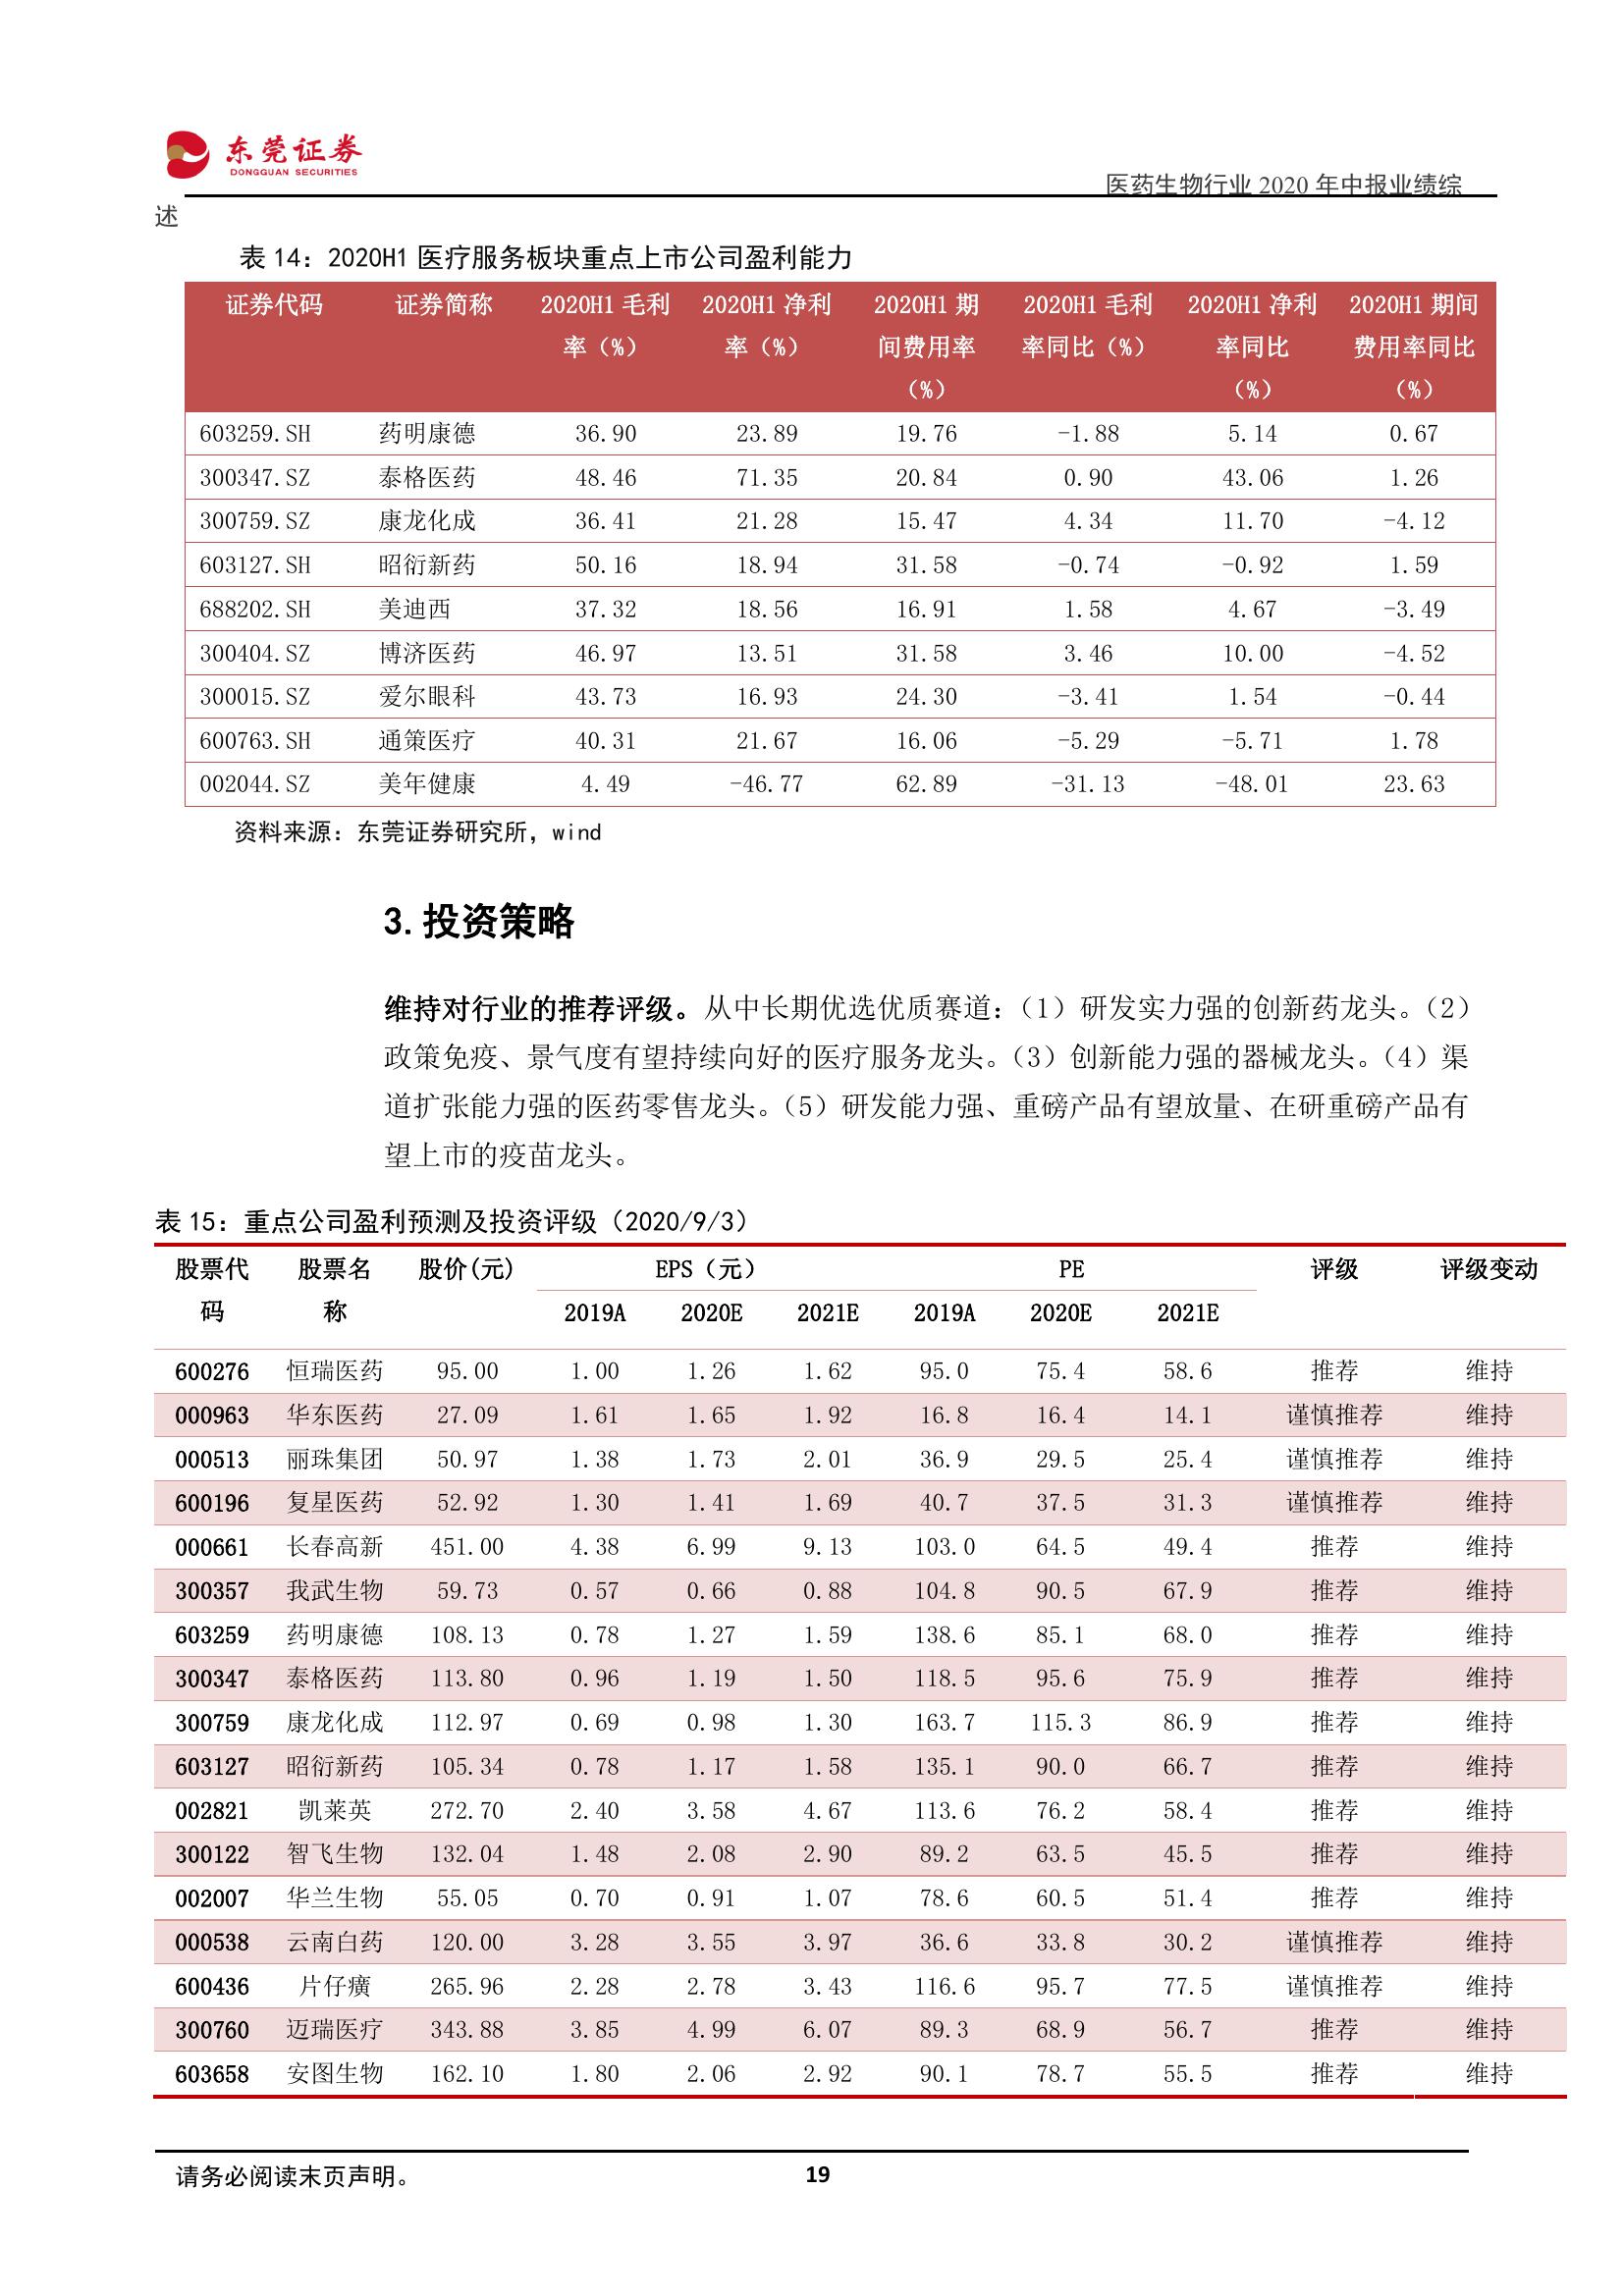 东莞证券
DONGGUAN SECURITIES
医药生物行业 2020 年中报业绩综
述
表 14：2020H1 医疗服务板块重点上市公司盈利能力
证券代码 证券简称 2020H1 毛利 2020H1 净利 2020H1 期 2020H1 毛利 2020H1 净利 2020H1 期间
率（%） 率（%） 间费用率 率同比（%） 率同比 费用率同比
（%） （%） （%）
603259.SH 药明康德 36.90 23.89 19.76 -1.88 5.14 0.67
300347.SZ 泰格医药 48.46 71.35 20.84 0.90 43.06 1.26
300759.SZ 康龙化成 36.41 21.28 15.47 4.34 11.70 -4.12
603127.SH 昭衍新药 50.16 18.94 31.58 -0.74 -0.92 1.59
688202.SH 美迪西 37.32 18.56 16.91 1.58 4.67 -3.49
300404.SZ 博济医药 46.97 13.51 31.58 3.46 10.00 -4.52
300015.SZ 爱尔眼科 43.73 16.93 24.30 -3.41 1.54 -0.44
600763.SH 通策医疗 40.31 21.67 16.06 -5.29 -5.71 1.78
002044.SZ 美年健康 4.49 -46.77 62.89 -31.13 -48.01 23.63
资料来源：东莞证券研究所，wind
3.投资策略
维持对行业的推荐评级。从中长期优选优质赛道：（1）研发实力强的创新药龙头。（2）
政策免疫、景气度有望持续向好的医疗服务龙头。（3）创新能力强的器械龙头。（4）渠
道扩张能力强的医药零售龙头。（5）研发能力强、重磅产品有望放量、在研重磅产品有
望上市的疫苗龙头。
表 15：重点公司盈利预测及投资评级（2020/9/3）
股票代 股票名 股价(元) EPS（元） PE 评级 评级变动
码 称 2019A 2020E 2021E 2019A 2020E 2021E
600276 恒瑞医药 95.00 1.00 1.26 1.62 95.0 75.4 58.6 推荐 维持
000963 华东医药 27.09 1.61 1.65 1.92 16.8 16.4 14.1 谨慎推荐 维持
000513 丽珠集团 50.97 1.38 1.73 2.01 36.9 29.5 25.4 谨慎推荐 维持
600196 复星医药 52.92 1.30 1.41 1.69 40.7 37.5 31.3 谨慎推荐 维持
000661 长春高新 451.00 4.38 6.99 9.13 103.0 64.5 49.4 推荐 维持
300357 我武生物 59.73 0.57 0.66 0.88 104.8 90.5 67.9 推荐 维持
603259 药明康德 108.13 0.78 1.27 1.59 138.6 85.1 68.0 推荐 维持
300347 泰格医药 113.80 0.96 1.19 1.50 118.5 95.6 75.9 推荐 维持
300759 康龙化成 112.97 0.69 0.98 1.30 163.7 115.3 86.9 推荐 维持
603127 昭衍新药 105.34 0.78 1.17 1.58 135.1 90.0 66.7 推荐 维持
002821 凯莱英 272.70 2.40 3.58 4.67 113.6 76.2 58.4 推荐 维持
300122 智飞生物 132.04 1.48 2.08 2.90 89.2 63.5 45.5 推荐 维持
002007 华兰生物 55.05 0.70 0.91 1.07 78.6 60.5 51.4 推荐 维持
000538 云南白药 120.00 3.28 3.55 3.97 36.6 33.8 30.2 谨慎推荐 维持
600436 片仔癀 265.96 2.28 2.78 3.43 116.6 95.7 77.5 谨慎推荐 维持
300760 迈瑞医疗 343.88 3.85 4.99 6.07 89.3 68.9 56.7 推荐 维持
603658 安图生物 162.10 1.80 2.06 2.92 90.1 78.7 55.5 推荐 维持
请务必阅读末页声明。 19